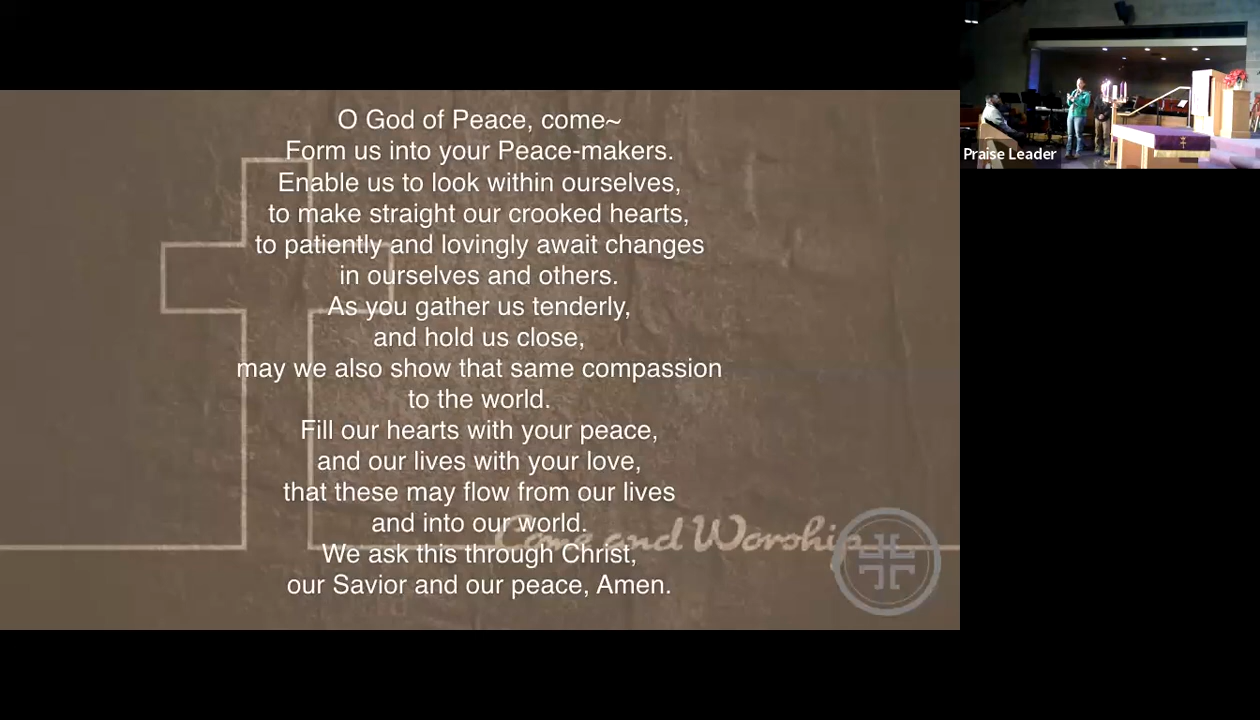 O God of Peace, come~
Form us into your Peace-makers.
Enable us to look within ourselves,
to make straight our crooked hearts,
to patiently and lovingly await changes
in ourselves and others.
As you gather us tenderly,
and hold us close,
may we also show that same compassion
to the world.
Fill our hearts with your peace,
and our lives with your love,
that these may flow from our lives
and into our world.
We ask this through Christ,
our Savior and our peace, Amen.
Come and Worship
Praise Leader